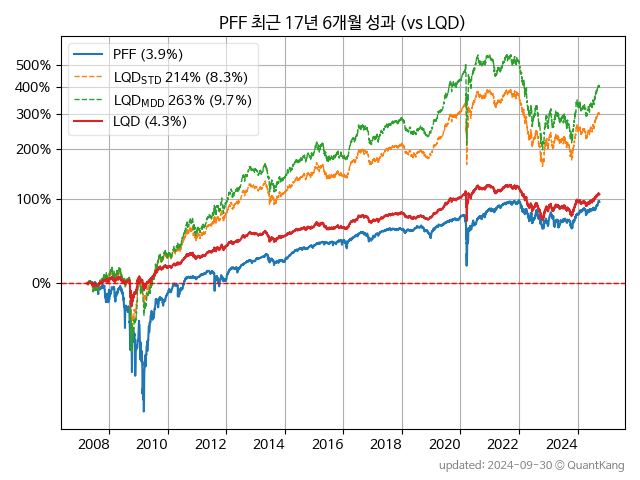 PFF 최근 17년 6개월 성과 (vs LQD)
500%
400%
300%
200%
100%
0%
PFF (3.9%)
LQD_STD 214% (8.3%)
LQD_MDD 263% (9.7%)
LQD (4.3%)
2008 2010 2012 2014 2016 2018 2020 2022 2024
updated: 2024-09-30 © QuantKang